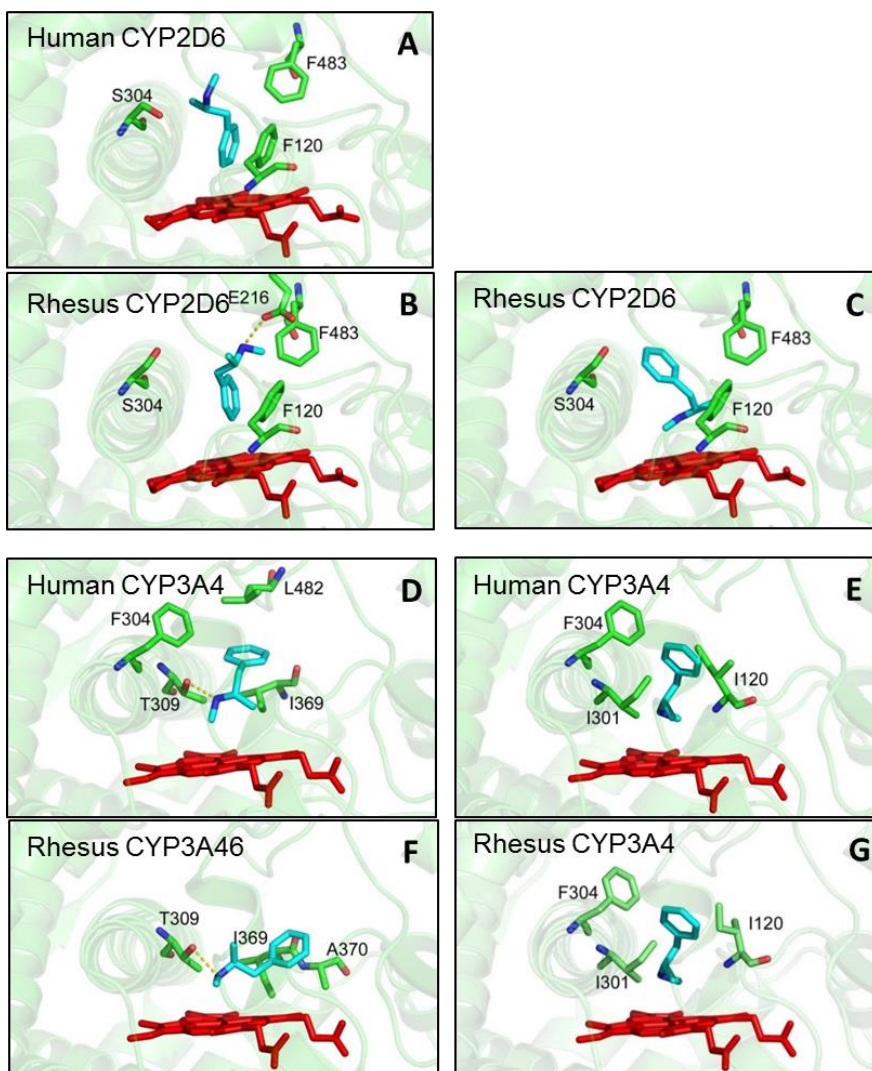 Human CYP2D6 A
F483
S304
F120
Rhesus CYP2D6 E216 B
F483
S304
F120
Rhesus CYP2D6 C
F483
S304
F120
Human CYP3A4 D
L482
F304
T309
I369
Human CYP3A4 E
F304
I120
I301
Rhesus CYP3A46 F
T309
I369
A370
Rhesus CYP3A4 G
F304
I120
I301